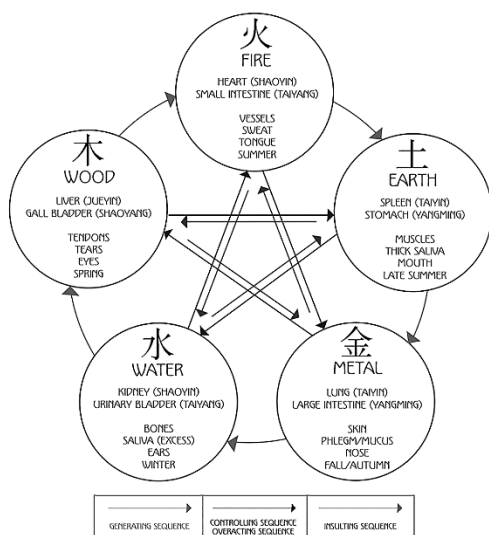 火
FIRE
HEART (SHAOYIN)
SMALL INTESTINE (TAIYANG)
VESSELS
SWEAT
TONGUE
SUMMER
木
WOOD
LIVER (JUEYIN)
GALL BLADDER (SHAOYANG)
TENDONS
TEARS
EYES
SPRING
土
EARTH
SPLEEN (TAIYIN)
STOMACH (YANGMING)
MUSCLES
THICK SALIVA
MOUTH
LATE SUMMER
水
WATER
KIDNEY (SHAOYIN)
URINARY BLADDER (TAIYANG)
BONES
SALIVA (EXCESS)
EARS
WINTER
金
METAL
LUNG (TAIYIN)
LARGE INTESTINE (YANGMING)
SKIN
PHLEGM/MUCUS
NOSE
FALL/AUTUMN
GENERATING SEQUENCE
CONTROLLING SEQUENCE
OVERACTING SEQUENCE
INSULTING SEQUENCE